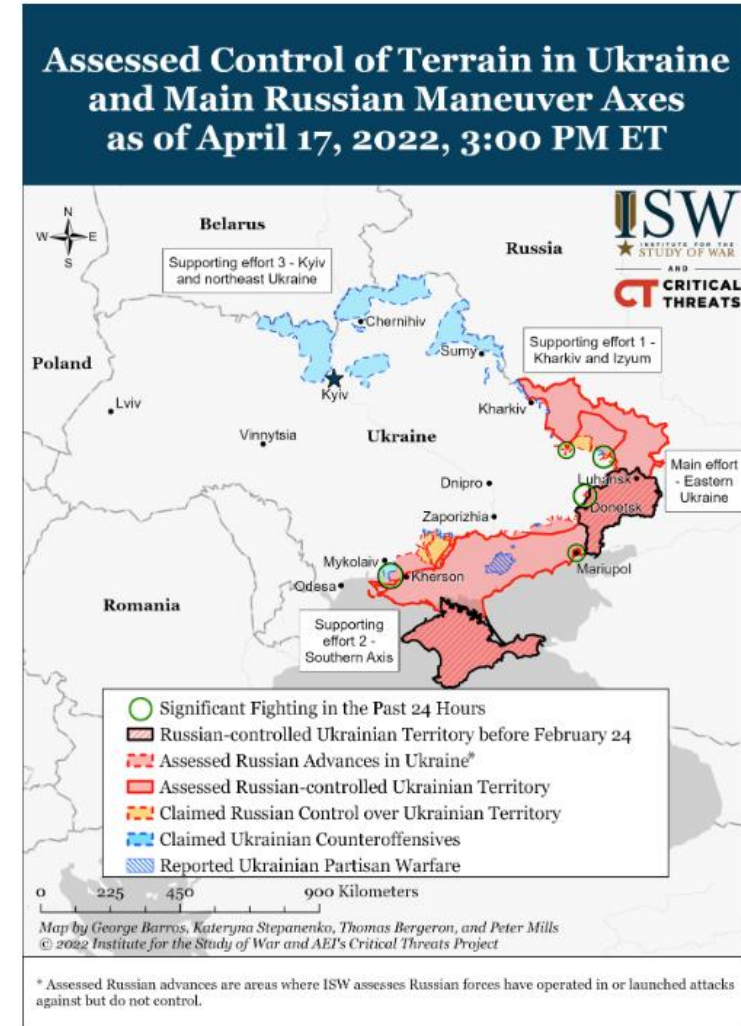 Assessed Control of Terrain in Ukraine
and Main Russian Maneuver Axes
as of April 17, 2022, 3:00 PM ET
N
W
E
S
Belarus
Russia
ISW
INSTITUTE FOR THE
STUDY OF WAR
AND
CT CRITICAL
THREATS
Supporting effort 3 - Kyiv
and northeast Ukraine
Chernihiv
Sumy
Supporting effort 1 -
Kharkiv and Izyum
Poland
Kyiv
Lviv
Kharkiv
Vinnytsia
Ukraine
Main effort
- Eastern
Ukraine
Luhansk
Dnipro
Donetsk
Zaporizhia
Mykolaiv
Mariupol
Odesa
Kherson
Romania
Supporting
effort 2 -
Southern Axis
Significant Fighting in the Past 24 Hours
Russian-controlled Ukrainian Territory before February 24
Assessed Russian Advances in Ukraine*
Assessed Russian-controlled Ukrainian Territory
Claimed Russian Control over Ukrainian Territory
Claimed Ukrainian Counteroffensives
Reported Ukrainian Partisan Warfare
0 225 450 900 Kilometers
Map by George Barros, Kateryna Stepanenko, Thomas Bergeron, and Peter Mills
© 2022 Institute for the Study of War and AEI's Critical Threats Project
* Assessed Russian advances are areas where ISW assesses Russian forces have operated in or launched attacks
against but do not control.